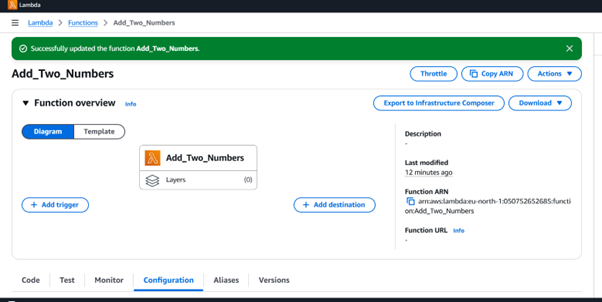 Lambda
Lambda > Functions > Add_Two_Numbers
Successfully updated the function Add_Two_Numbers.
Add_Two_Numbers
Throttle Copy ARN Actions
Function overview Info
Export to Infrastructure Composer Download
Diagram Template
Add_Two_Numbers
Layers (0)
+ Add trigger
+ Add destination
Description
-
Last modified
12 minutes ago
Function ARN
arn:aws:lambda:eu-north-1:050752652685:functi
on:Add_Two_Numbers
Function URL Info
-
Code Test Monitor Configuration Aliases Versions